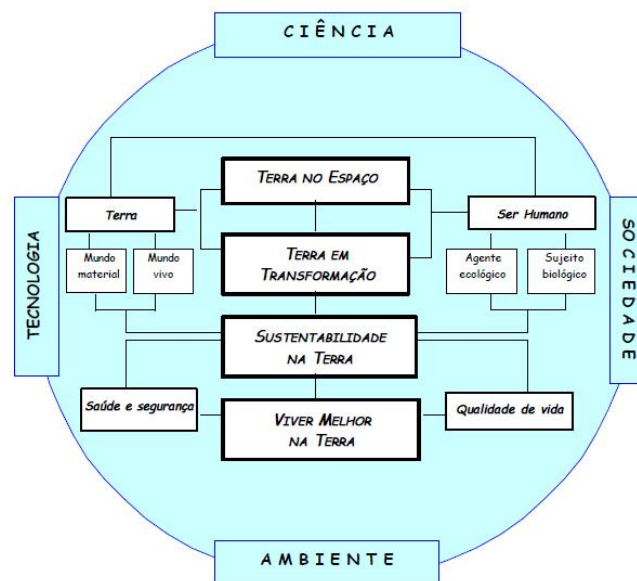 CIÊNCIA
TERRA NO ESPAÇO
Terra
Ser Humano
TECNOLOGIA
SOCIEDADE
Mundo
material
Mundo
vivo
TERRA EM
TRANSFORMAÇÃO
Agente
ecológico
Sujeito
biológico
SUSTENTABILIDADE
NA TERRA
Saúde e segurança
VIVER MELHOR
NA TERRA
Qualidade de vida
AMBIENTE